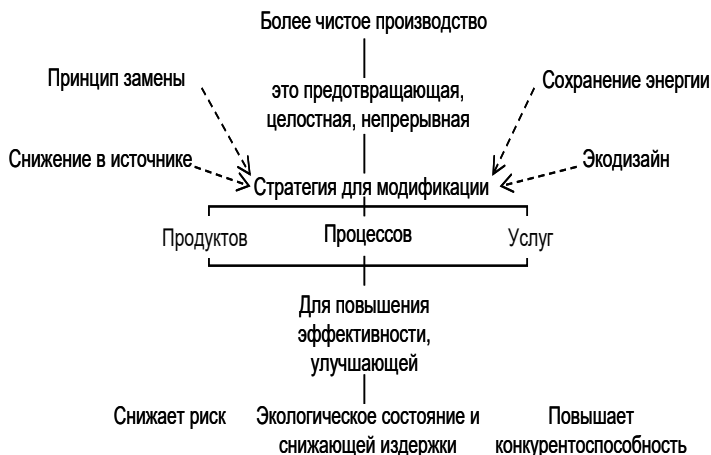 Более чистое производство
Принцип замены
Сохранение энергии
это предотвращающая,
целостная, непрерывная
Снижение в источнике
Экодизайн
Стратегия для модификации
Продуктов
Процессов
Услуг
Для повышения
эффективности,
улучшающей
Снижает риск
Экологическое состояние и
снижающей издержки
Повышает
конкурентоспособность